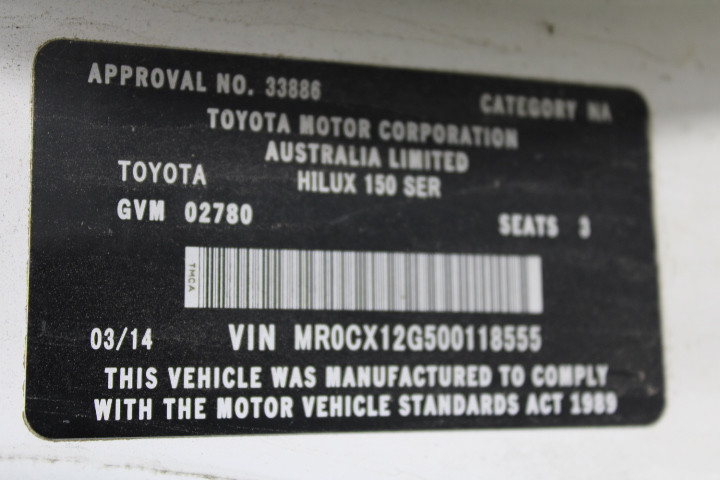 APPROVAL NO. 33886 CATEGORY NA
TOYOTA MOTOR CORPORATION
AUSTRALIA LIMITED
TOYOTA HILUX 150 SER
GVM 02780 SEATS 3
TMCA
03/14 VIN MR0CX12G500118555
THIS VEHICLE WAS MANUFACTURED TO COMPLY
WITH THE MOTOR VEHICLE STANDARDS ACT 1989